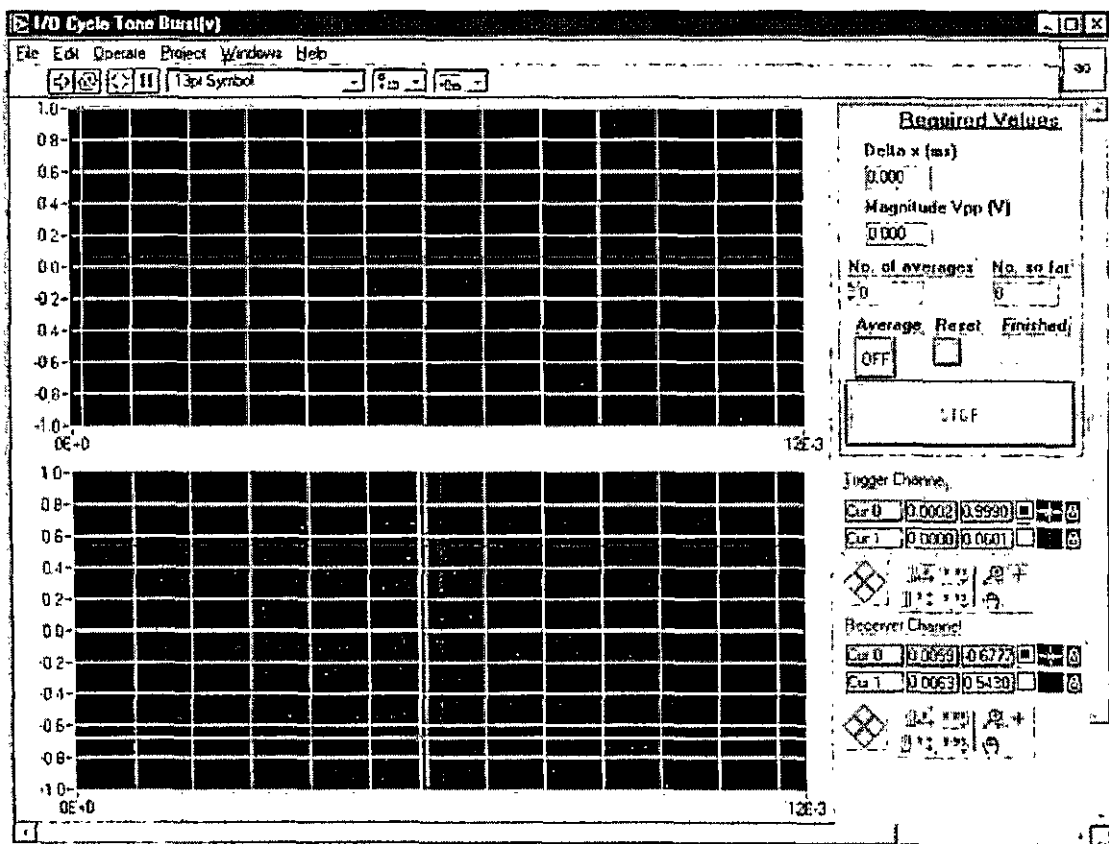 I/O Cycle Tone Burst(v)
File Edit Operate Project Windows Help
13pt Symbol
1.0
0.8
0.6
0.4
0.2
0.0
-0.2
0.4
-0.6
-0.8
-1.0
0E+0 12E-3
Required Values
Delta x (ms)
0.000
Magnitude Vpp (V)
0.000
No. of averages No. so far
0 0
Average Reset Finished
OFF
STOP
1.0
0.8
0.6
0.4
0.2
0.0
-0.2
-0.4
-0.6
-0.8
-1.0
0E+0 12E-3
Trigger Channel
Cur 0 0.0002 0.9990
Cur 1 0.0000 0.0601
Receiver Channel
Cur 0 0.0059 -0.6773
Cur 1 0.0063 0.5430